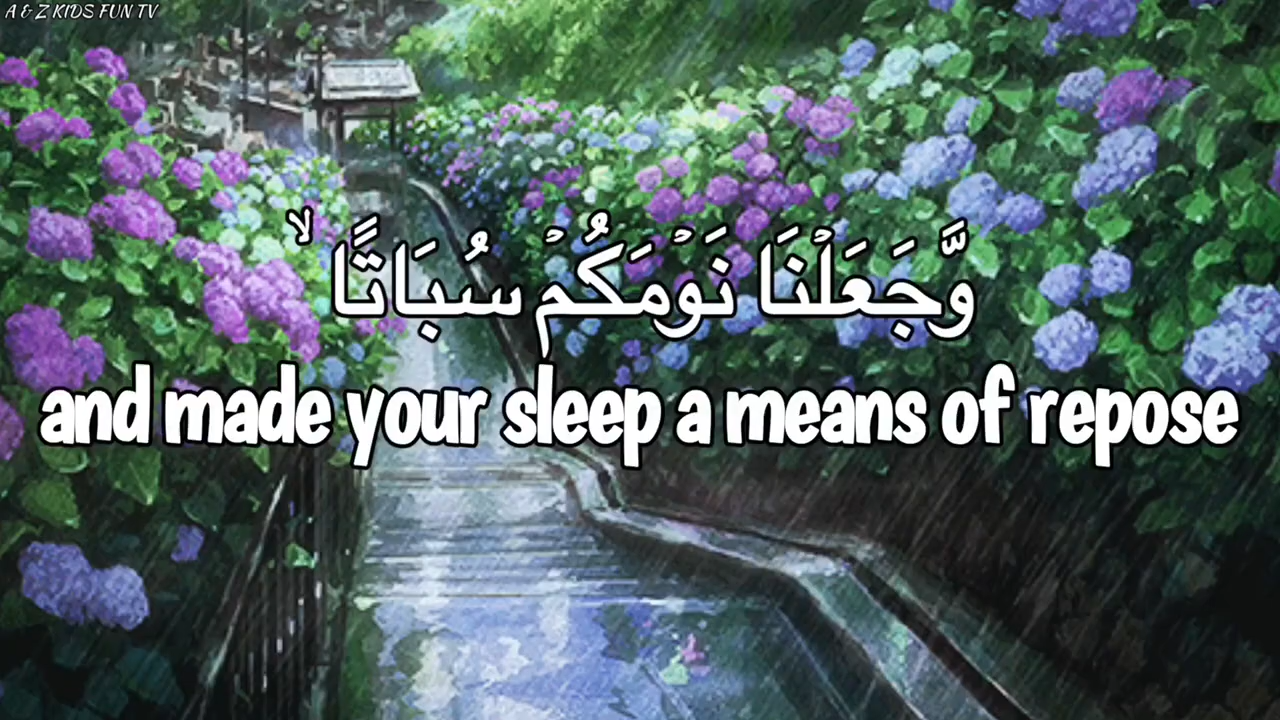 A & Z KIDS FUN TV
وَّجَعَلْنَا نَوْمَكُمْ سُبَاتًا ۙ
and made your sleep a means of repose